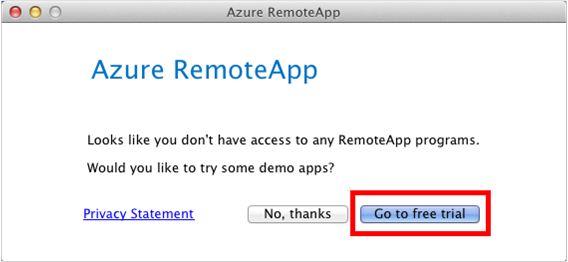 Azure RemoteApp
Azure RemoteApp
Looks like you don't have access to any RemoteApp programs.
Would you like to try some demo apps?
Privacy Statement No, thanks Go to free trial